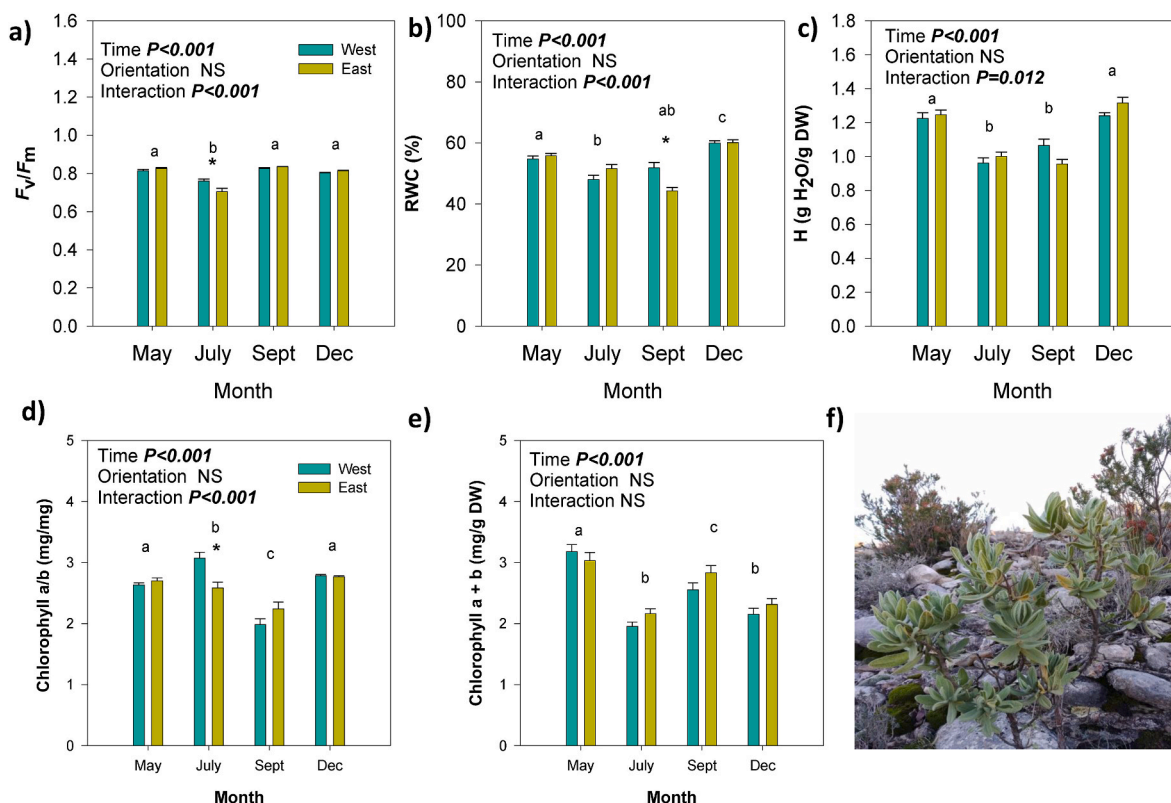 a)
Time P<0.001
Orientation NS
Interaction P<0.001
West
East
1.6
1.4
1.2
1.0
0.8
0.6
0.4
0.2
0.0
Fv/Fm
a
b
*
a
a
May July Sept Dec
Month
b)
Time P<0.001
Orientation NS
Interaction P<0.001
100
80
60
40
20
0
RWC (%)
a
b
ab
*
c
May July Sept Dec
Month
c)
Time P<0.001
Orientation NS
Interaction P=0.012
1.8
1.6
1.4
1.2
1.0
0.8
0.6
0.4
0.2
0.0
H (g H2O/g DW)
a
b
b
a
May July Sept Dec
Month
d)
Time P<0.001
Orientation NS
Interaction P<0.001
West
East
5
4
3
2
1
0
Chlorophyll a/b (mg/mg)
a
b
*
c
a
May July Sept Dec
Month
e)
Time P<0.001
Orientation NS
Interaction NS
5
4
3
2
1
0
Chlorophyll a + b (mg/g DW)
a
b
c
b
May July Sept Dec
Month
f)